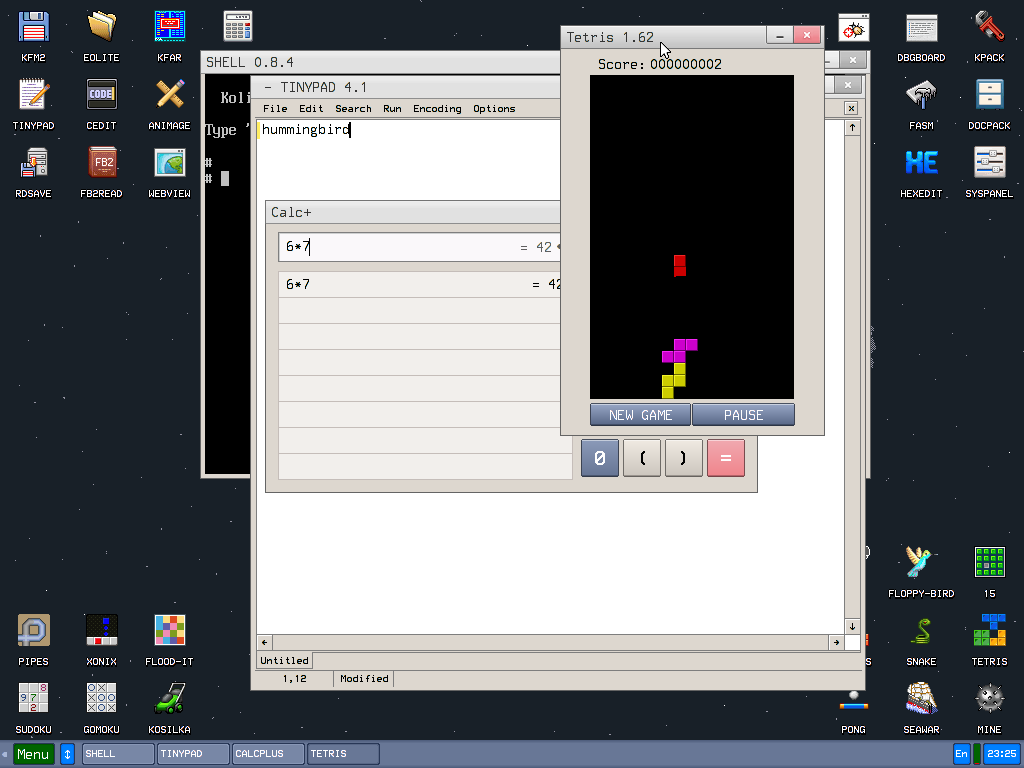 KFM2
EOLITE
KFAR
DBGBOARD
KPACK
TINYPAD
CEDIT
ANIMAGE
FASM
DOCPACK
RDSAVE
FB2READ
WEBVIEW
HEXEDIT
SYSPANEL
CODE
FB2
HE
SHELL 0.8.4
Koli
Type
#
#
- TINYPAD 4.1
File Edit Search Run Encoding Options
hummingbird
Calc+
6*7 = 42
6*7 = 42
0 ( ) =
Tetris 1.62
Score: 000000002
NEW GAME PAUSE
Untitled
1,12 Modified
FLOPPY-BIRD
15
PIPES
XONIX
FLOOD-IT
S
SNAKE
TETRIS
SUDOKU
GOMOKU
KOSILKA
PONG
SEAWAR
MINE
Menu SHELL TINYPAD CALCPLUS TETRIS En 23:25